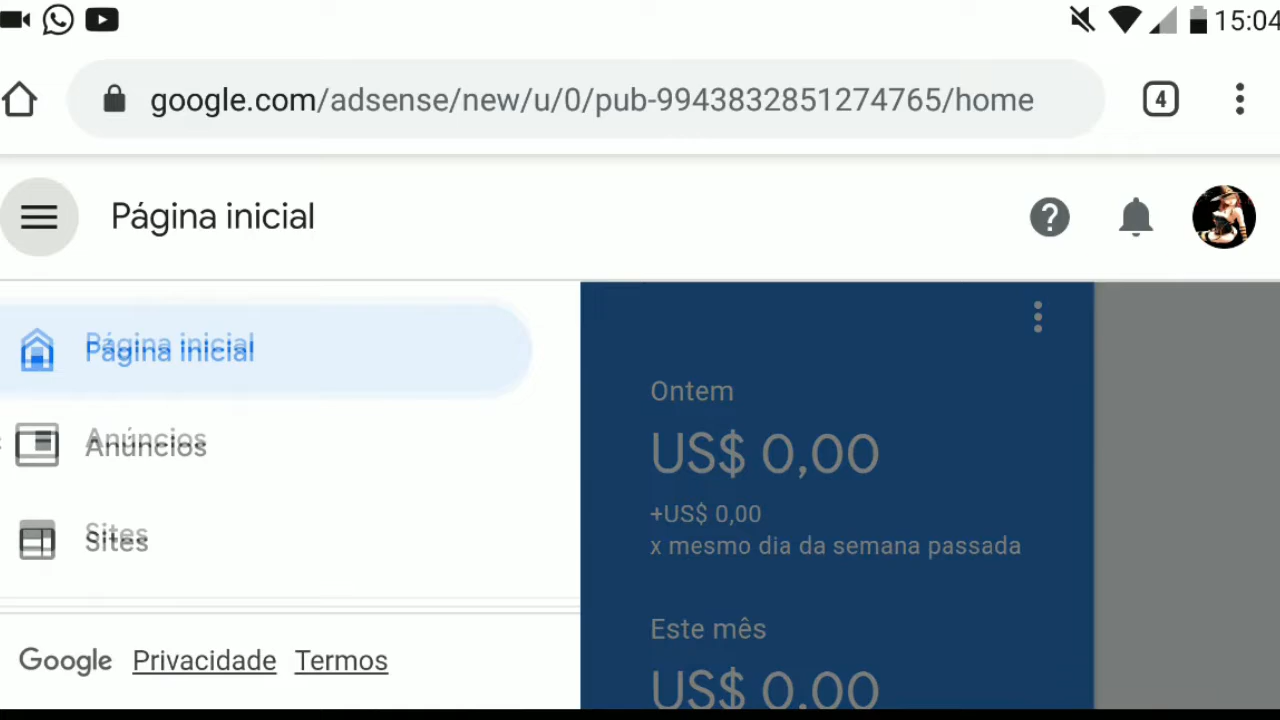 15:04
google.com/adsense/new/u/0/pub-9943832851274765/home
4
Página inicial
Página inicial
Anúncios
Sites
Google Privacidade Termos
Ontem
US$ 0,00
+US$ 0,00
x mesmo dia da semana passada
Este mês
US$ 0,00